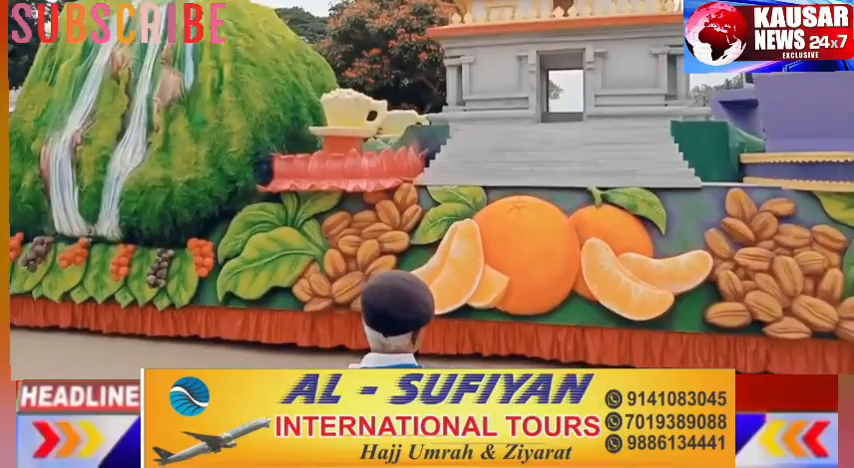 SUBSCRIBE
KAUSAR
NEWS 24x7
EXCLUSIVE
HEADLINE
AL - SUFIYAN
INTERNATIONAL TOURS
Hajj Umrah & Ziyarat
9141083045
7019389088
9886134441